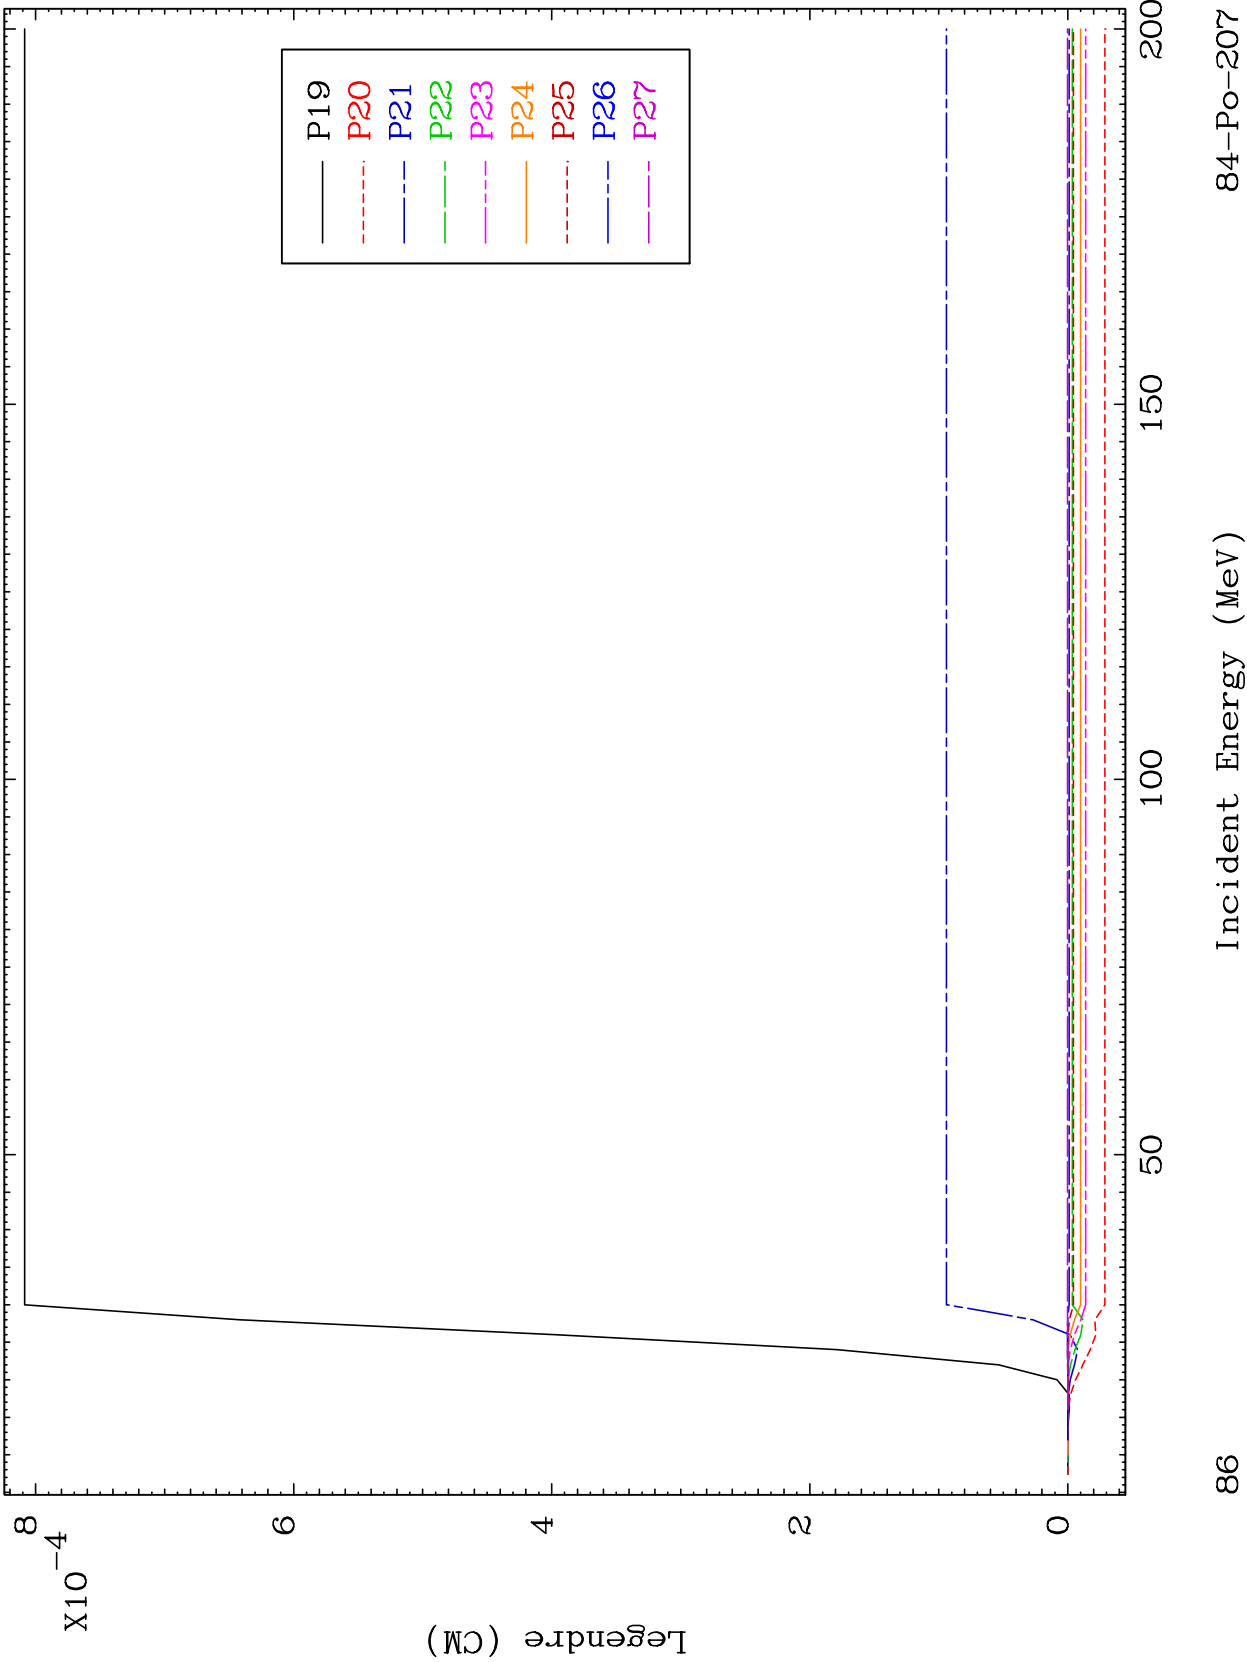 X10
-4
8
6
4
2
0
Legendre (CM)
P19
P20
P21
P22
P23
P24
P25
P26
P27
50
100
150
200
Incident Energy (MeV)
86
84-Po-207